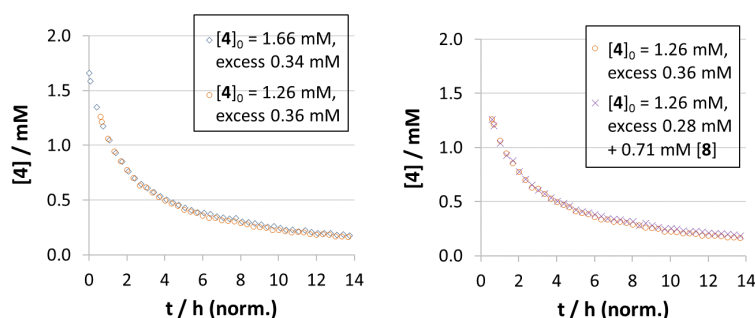 2.0
1.5
1.0
0.5
0.0
[4] / mM
0 2 4 6 8 10 12 14
t / h (norm.)
[4]₀ = 1.66 mM,
excess 0.34 mM
[4]₀ = 1.26 mM,
excess 0.36 mM
2.0
1.5
1.0
0.5
0.0
[4] / mM
0 2 4 6 8 10 12 14
t / h (norm.)
[4]₀ = 1.26 mM,
excess 0.36 mM
[4]₀ = 1.26 mM,
excess 0.28 mM
+ 0.71 mM [8]